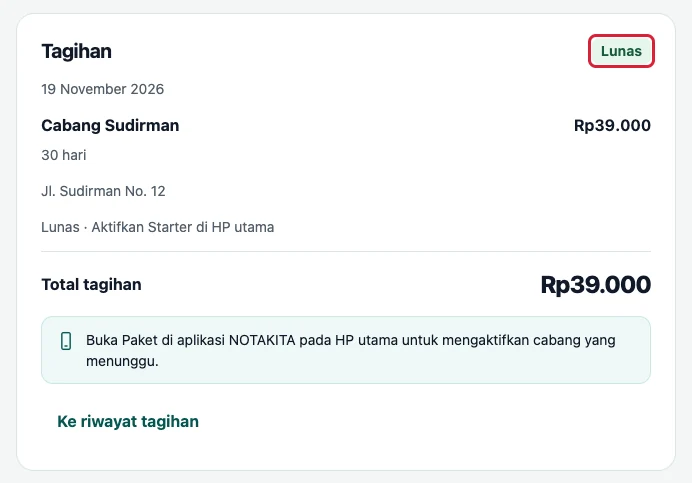 Tagihan
Lunas
19 November 2026
Cabang Sudirman
Rp39.000
30 hari
Jl. Sudirman No. 12
Lunas · Aktifkan Starter di HP utama
Total tagihan
Rp39.000
Buka Paket di aplikasi NOTAKITA pada HP utama untuk mengaktifkan cabang yang
menunggu.
Ke riwayat tagihan